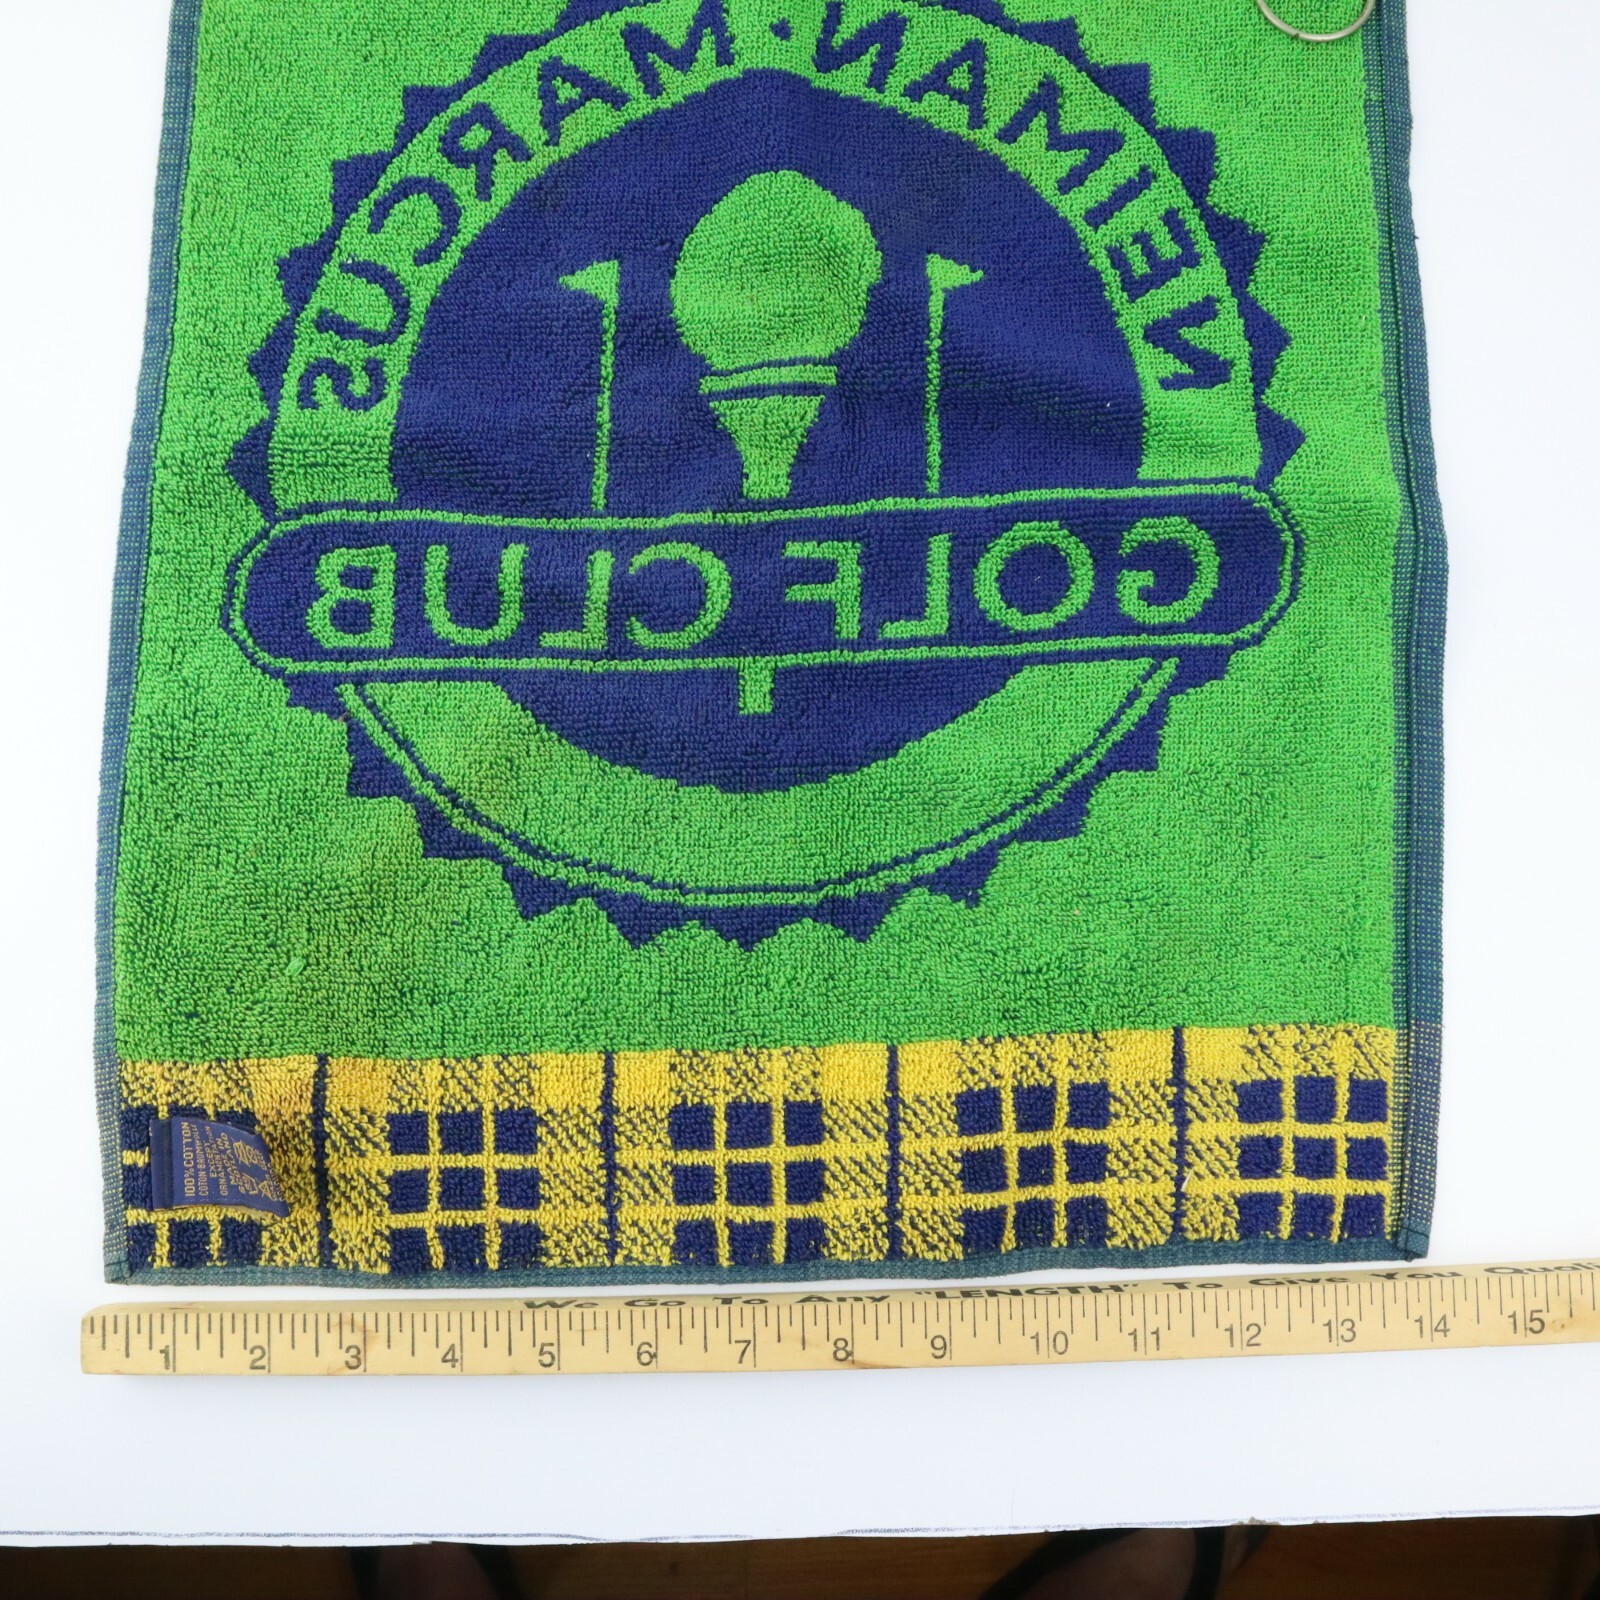 NEIMAN·MARCUS
GOLF CLUB
100% COTTON
EXCEPT
We Go To Any "LENGTH" To Give You
1 2 3 4 5 6 7 8 9 10 11 12 13 14 15